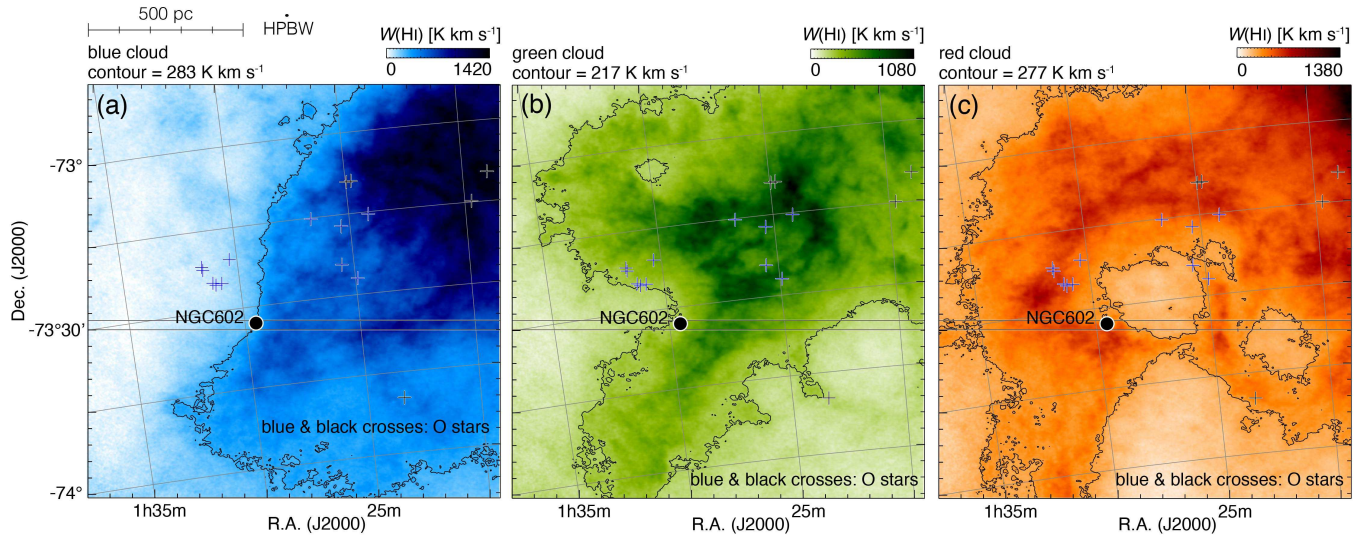 500 pc
HPBW
blue cloud
contour = 283 K km s⁻¹
W(HI) [K km s⁻¹]
0 1420
green cloud
contour = 217 K km s⁻¹
W(HI) [K km s⁻¹]
0 1080
red cloud
contour = 277 K km s⁻¹
W(HI) [K km s⁻¹]
0 1380
(a)
(b)
(c)
-73°
-73°30'
-74°
Dec. (J2000)
NGC602
NGC602
NGC602
blue & black crosses: O stars
blue & black crosses: O stars
blue & black crosses: O stars
1h35m 25m
1h35m 25m
1h35m 25m
R.A. (J2000)
R.A. (J2000)
R.A. (J2000)